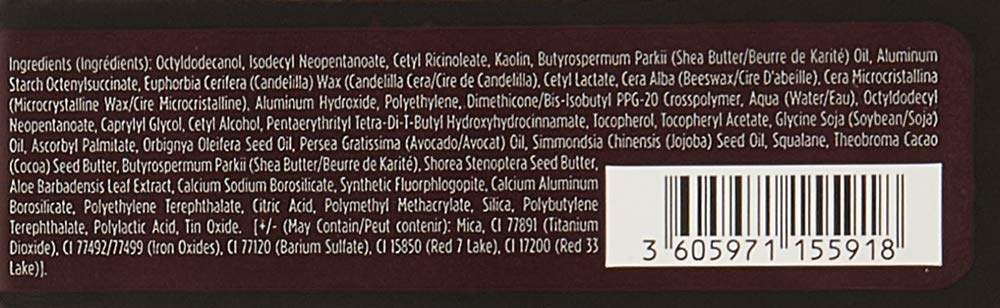 Ingredients (Ingrédients): Octyldodecanol, Isodecyl Neopentanoate, Cetyl Ricinoleate, Kaolin, Butyrospermum Parkii (Shea Butter/Beurre de Karité) Oil, Aluminum
Starch Octenylsuccinate, Euphorbia Cerifera (Candelilla) Wax (Candelilla Cera/Cire de Candelilla), Cetyl Lactate, Cera Alba (Beeswax/Cire D'abeille), Cera Microcristallina
(Microcrystalline Wax/Cire Microcristalline), Aluminum Hydroxide, Polyethylene, Dimethicone/Bis-Isobutyl PPG-20 Crosspolymer, Aqua (Water/Eau), Octyldodecyl
Neopentanoate, Caprylyl Glycol, Cetyl Alcohol, Pentaerythrityl Tetra-Di-T-Butyl Hydroxyhydrocinnamate, Tocopherol, Tocopheryl Acetate, Glycine Soja (Soybean/Soja)
Oil, Ascorbyl Palmitate, Orbignya Oleifera Seed Oil, Persea Gratissima (Avocado/Avocat) Oil, Simmondsia Chinensis (Jojoba) Seed Oil, Squalane, Theobroma Cacao
(Cocoa) Seed Butter, Butyrospermum Parkii (Shea Butter/Beurre de Karité), Shorea Stenoptera Seed Butter,
Aloe Barbadensis Leaf Extract, Calcium Sodium Borosilicate, Synthetic Fluorphlogopite, Calcium Aluminum
Borosilicate, Polyethylene Terephthalate, Citric Acid, Polymethyl Methacrylate, Silica, Polybutylene
Terephthalate, Polylactic Acid, Tin Oxide. [+/- (May Contain/Peut contenir): Mica, CI 77891 (Titanium
Dioxide), CI 77492/77499 (Iron Oxides), CI 77120 (Barium Sulfate), CI 15850 (Red 7 Lake), CI 17200 (Red 33
Lake)].
3 605971 155918